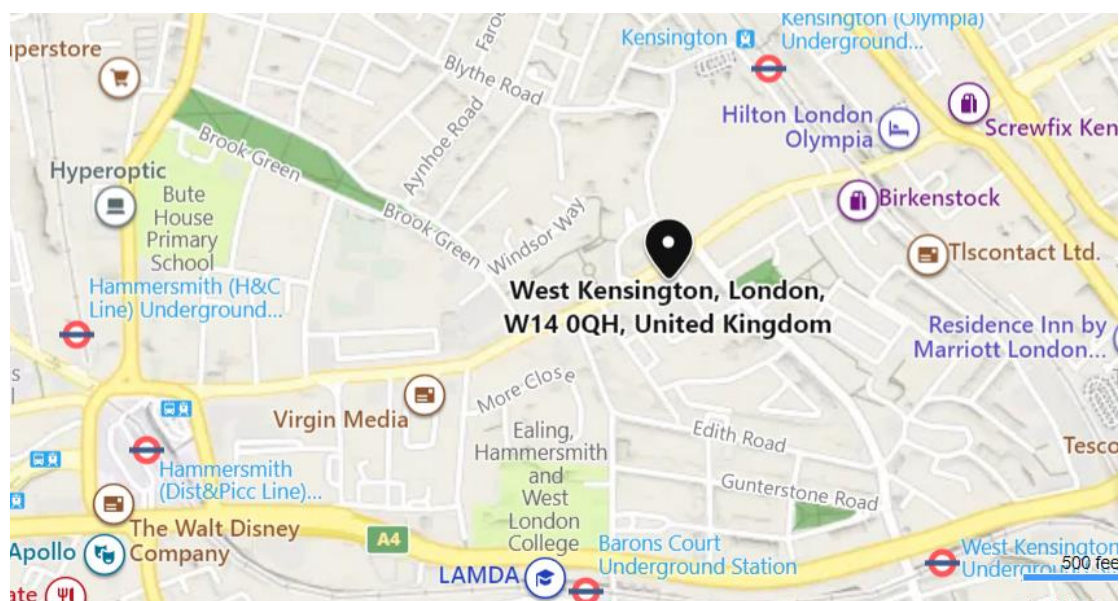 Kensington (Olympia)
Underground...
Kensington
perstore
Blythe Road
Farou
Aynhoe Road
Hilton London
Olympia
Screwfix Ken
Brook Green
Hyperoptic
Bute
House
Primary
School
Brook Green
Windsor Way
Birkenstock
Tlscontact Ltd.
Hammersmith (H&C
Line) Underground...
West Kensington, London,
W14 0QH, United Kingdom
Residence Inn by
Marriott London...
s
l
More Close
Virgin Media
Edith Road
Ealing,
Hammersmith
and
West
London
College
Tesco
Hammersmith
(Dist&Picc Line)...
Gunterstone Road
The Walt Disney
Company
A4
Apollo
Barons Court
Underground Station
West Kensington
Undergroun
500 fee
LAMDA
ate